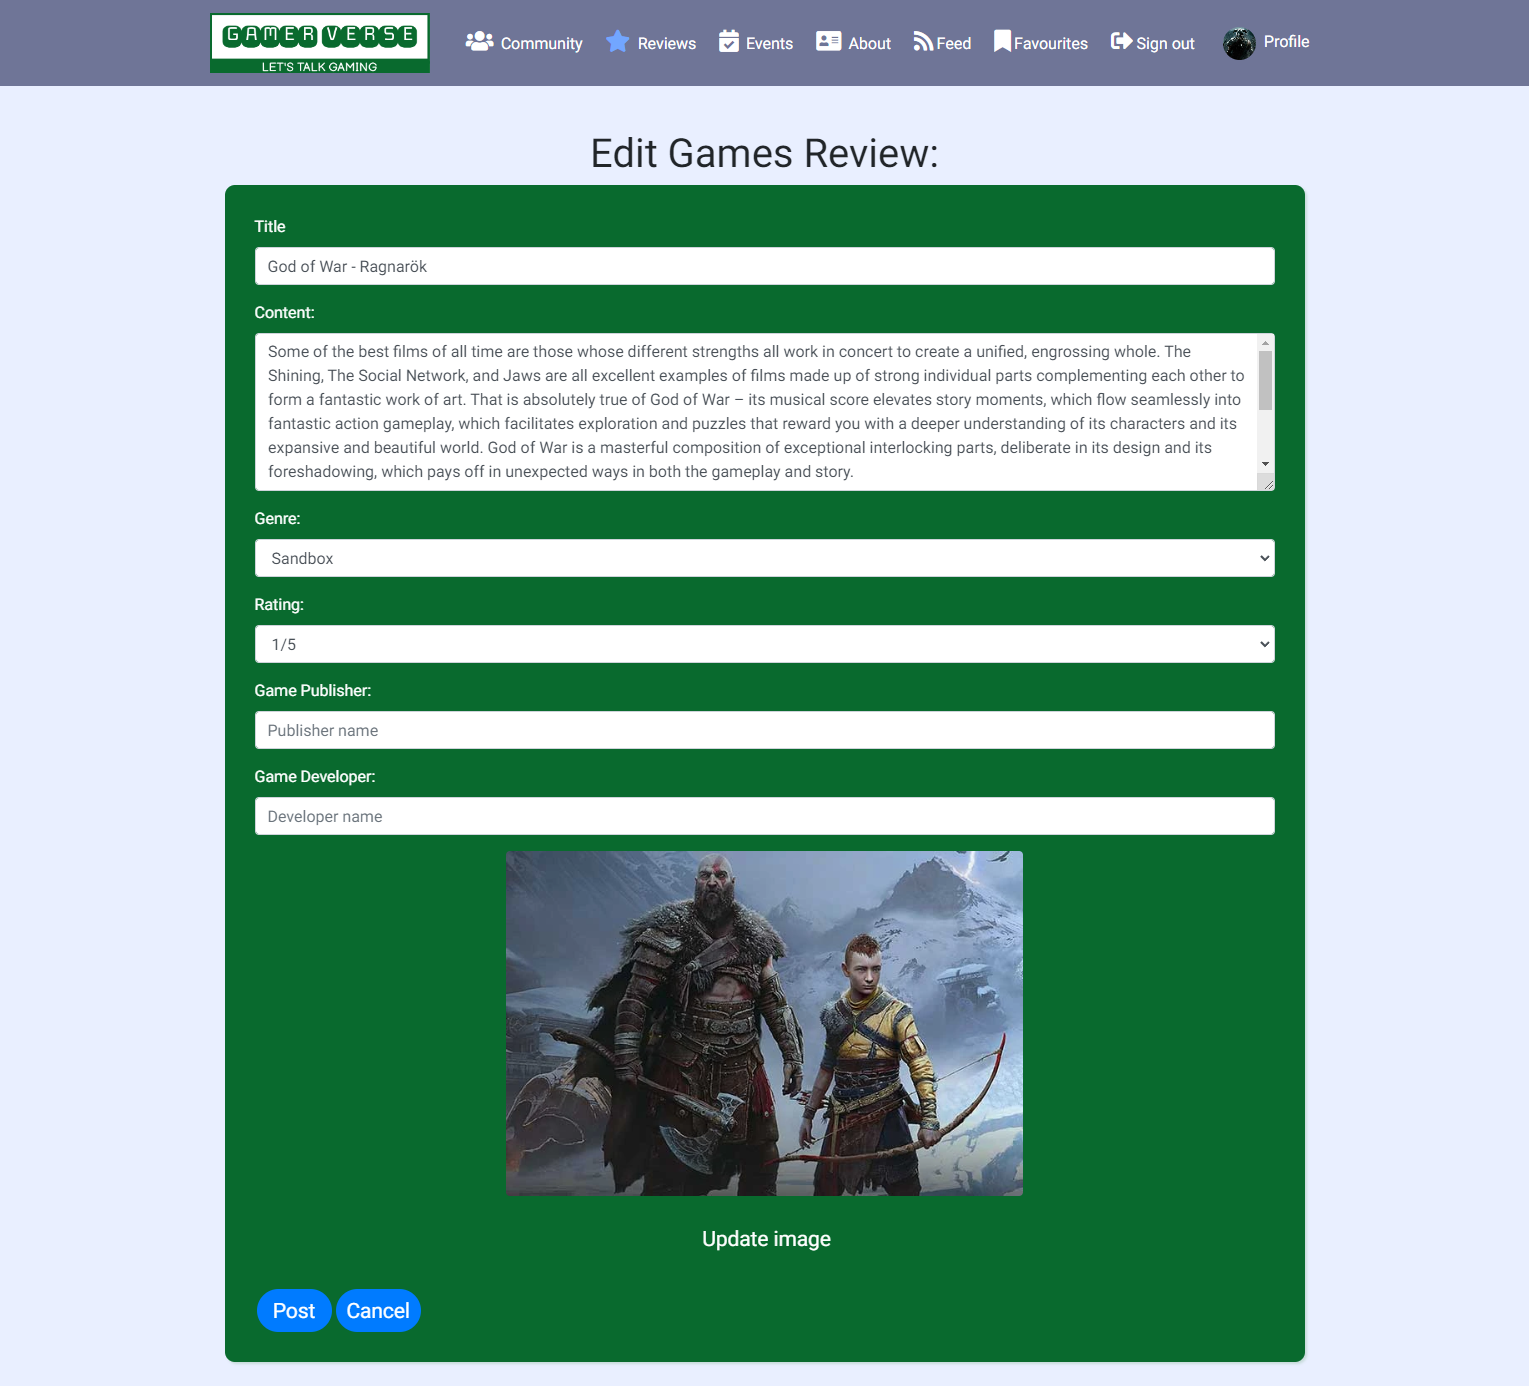 GAMER VERSE
LET'S TALK GAMING
Community
Reviews
Events
About
Feed
Favourites
Sign out
Profile
Edit Games Review:
Title
God of War - Ragnarök
Content:
Some of the best films of all time are those whose different strengths all work in concert to create a unified, engrossing whole. The
Shining, The Social Network, and Jaws are all excellent examples of films made up of strong individual parts complementing each other to
form a fantastic work of art. That is absolutely true of God of War – its musical score elevates story moments, which flow seamlessly into
fantastic action gameplay, which facilitates exploration and puzzles that reward you with a deeper understanding of its characters and its
expansive and beautiful world. God of War is a masterful composition of exceptional interlocking parts, deliberate in its design and its
foreshadowing, which pays off in unexpected ways in both the gameplay and story.
Genre:
Sandbox
Rating:
1/5
Game Publisher:
Publisher name
Game Developer:
Developer name
Update image
Post
Cancel